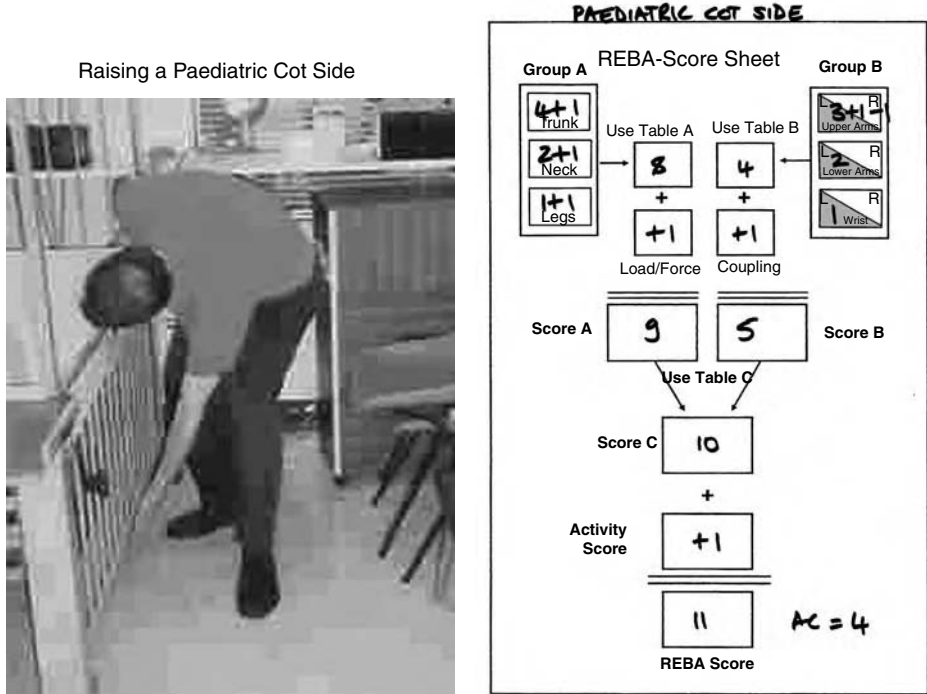 Raising a Paediatric Cot Side
PAEDIATRIC COT SIDE
REBA-Score Sheet
Group A
4+1
Trunk
2+1
Neck
1+1
Legs
Group B
L 3+1-1 R
Upper Arms
L 2 R
Lower Arms
L 1 R
Wrist
Use Table A
8
+
+1
Load/Force
Use Table B
4
+
+1
Coupling
Score A
9
5
Score B
Use Table C
Score C
10
+
Activity
Score
+1
11
REBA Score
AC = 4